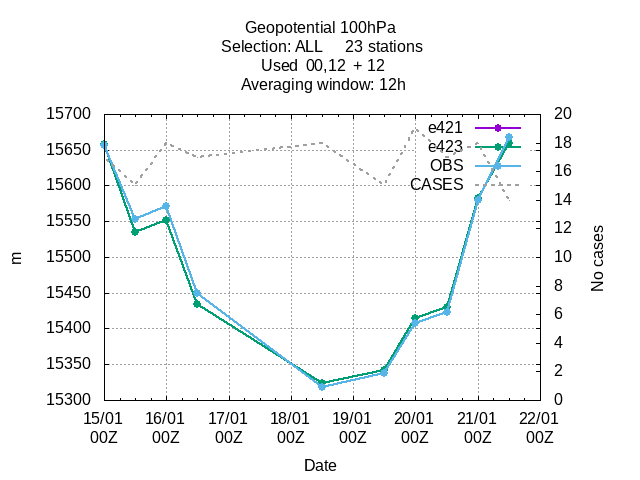 Geopotential 100hPa
Selection: ALL 23 stations
Used 00,12 + 12
Averaging window: 12h
15700
15650
15600
15550
15500
15450
15400
15350
15300
20
18
16
14
12
10
8
6
4
2
0
e421
e423
OBS
CASES
m
No cases
15/01 16/01 17/01 18/01 19/01 20/01 21/01 22/01
00Z 00Z 00Z 00Z 00Z 00Z 00Z 00Z
Date